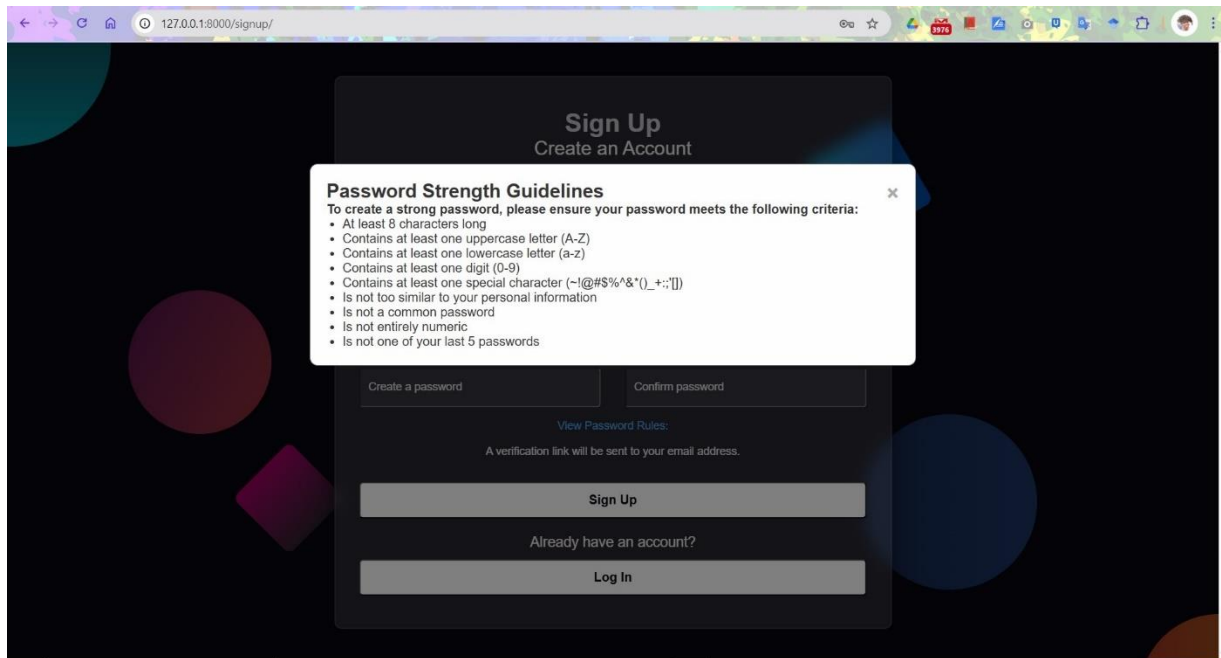 127.0.0.1:8000/signup/
3976
Sign Up
Create an Account
Password Strength Guidelines
×
To create a strong password, please ensure your password meets the following criteria:
• At least 8 characters long
• Contains at least one uppercase letter (A-Z)
• Contains at least one lowercase letter (a-z)
• Contains at least one digit (0-9)
• Contains at least one special character (~!@#$%^&*()_+:;'[])
• Is not too similar to your personal information
• Is not a common password
• Is not entirely numeric
• Is not one of your last 5 passwords
Create a password Confirm password
View Password Rules:
A verification link will be sent to your email address.
Sign Up
Already have an account?
Log In